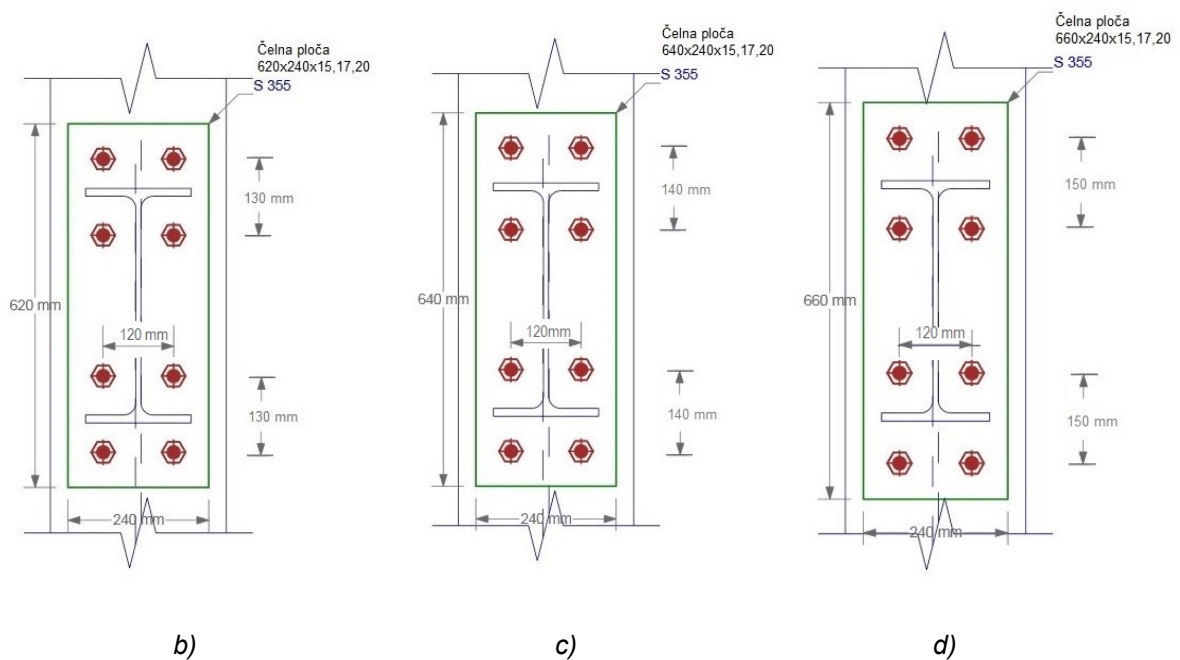 Čelna ploča
620x240x15,17,20
S 355
130 mm
620 mm
120 mm
130 mm
240 mm
b)
Čelna ploča
640x240x15,17,20
S 355
140 mm
640 mm
120mm
140 mm
240 mm
c)
Čelna ploča
660x240x15,17,20
S 355
150 mm
660 mm
120 mm
150 mm
240 mm
d)